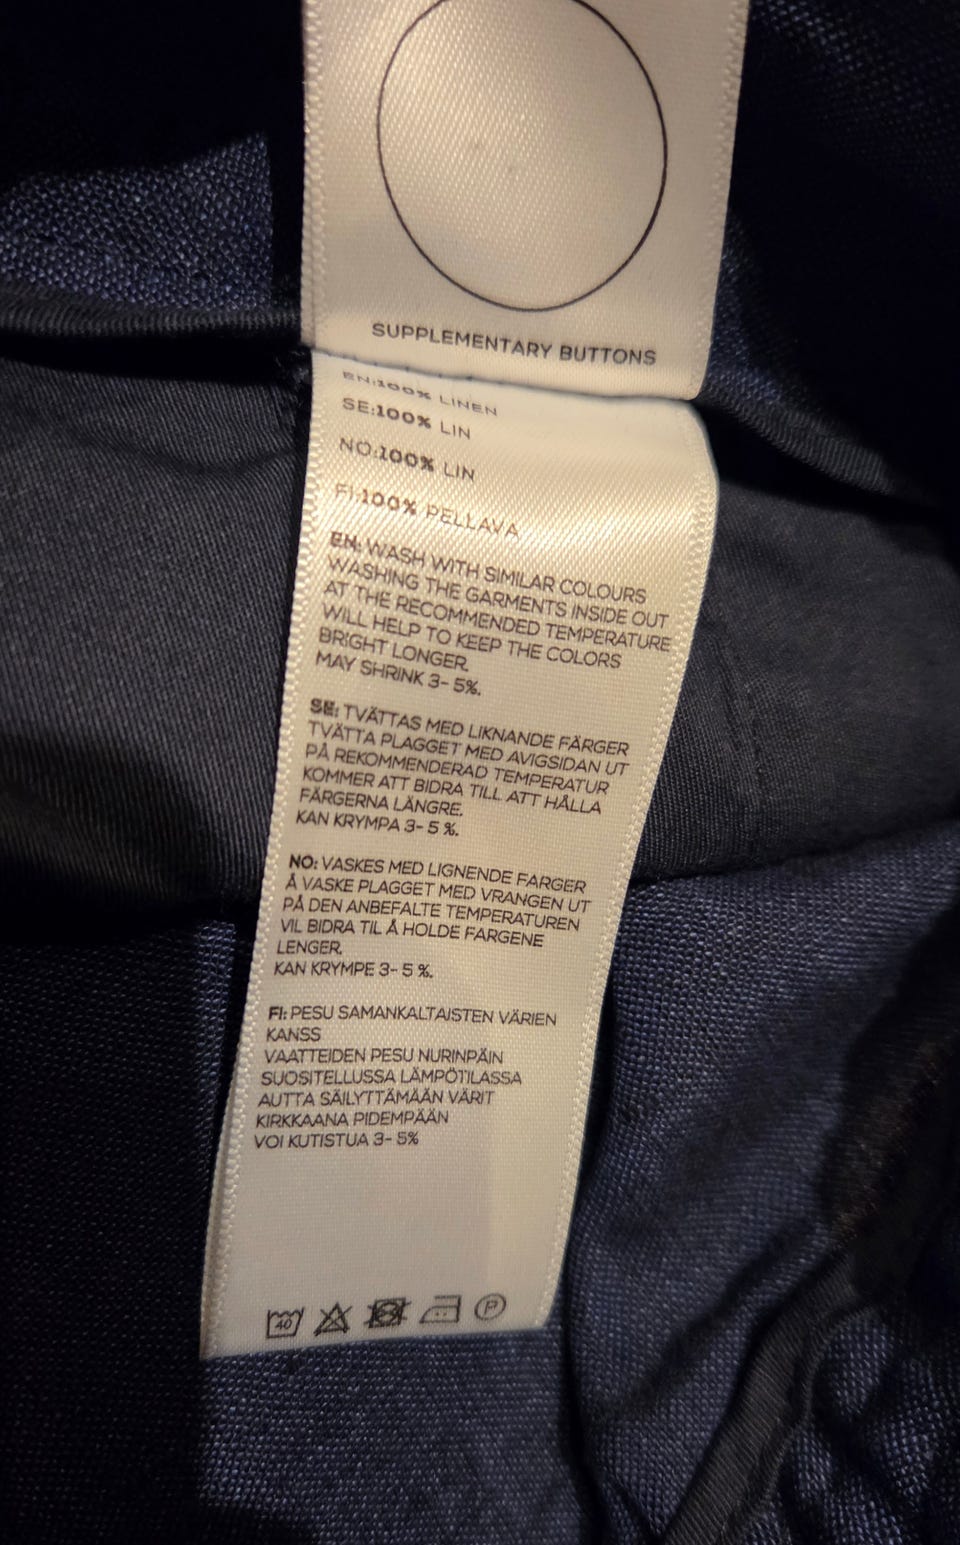 SUPPLEMENTARY BUTTONS
EN:100% LINEN
SE:100% LIN
NO:100% LIN
FI:100% PELLAVA
EN: WASH WITH SIMILAR COLOURS
WASHING THE GARMENTS INSIDE OUT
AT THE RECOMMENDED TEMPERATURE
WILL HELP TO KEEP THE COLORS
BRIGHT LONGER.
MAY SHRINK 3- 5%.
SE: TVÄTTAS MED LIKNANDE FÄRGER
TVÄTTA PLAGGET MED AVIGSIDAN UT
PÅ REKOMMENDERAD TEMPERATUR
KOMMER ATT BIDRA TILL ATT HÅLLA
FÄRGERNA LÄNGRE.
KAN KRYMPA 3- 5 %.
NO: VASKES MED LIGNENDE FARGER
Å VASKE PLAGGET MED VRANGEN UT
PÅ DEN ANBEFALTE TEMPERATUREN
VIL BIDRA TIL Å HOLDE FARGENE
LENGER.
KAN KRYMPE 3- 5 %.
FI: PESU SAMANKALTAISTEN VÄRIEN
KANSS
VAATTEIDEN PESU NURINPÄIN
SUOSITELLUSSA LÄMPÖTILASSA
AUTTA SÄILYTTÄMÄÄN VÄRIT
KIRKKAANA PIDEMPÄÄN
VOI KUTISTUA 3- 5%
40 P